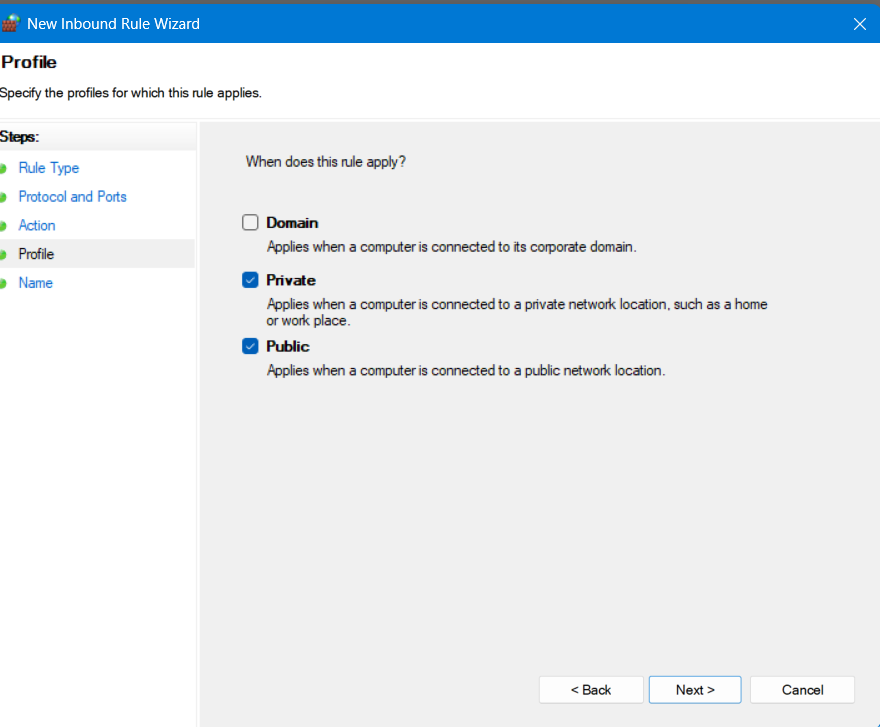 New Inbound Rule Wizard
Profile
Specify the profiles for which this rule applies.
Steps:
Rule Type
Protocol and Ports
Action
Profile
Name
When does this rule apply?
Domain
Applies when a computer is connected to its corporate domain.
Private
Applies when a computer is connected to a private network location, such as a home
or work place.
Public
Applies when a computer is connected to a public network location.
< Back
Next >
Cancel